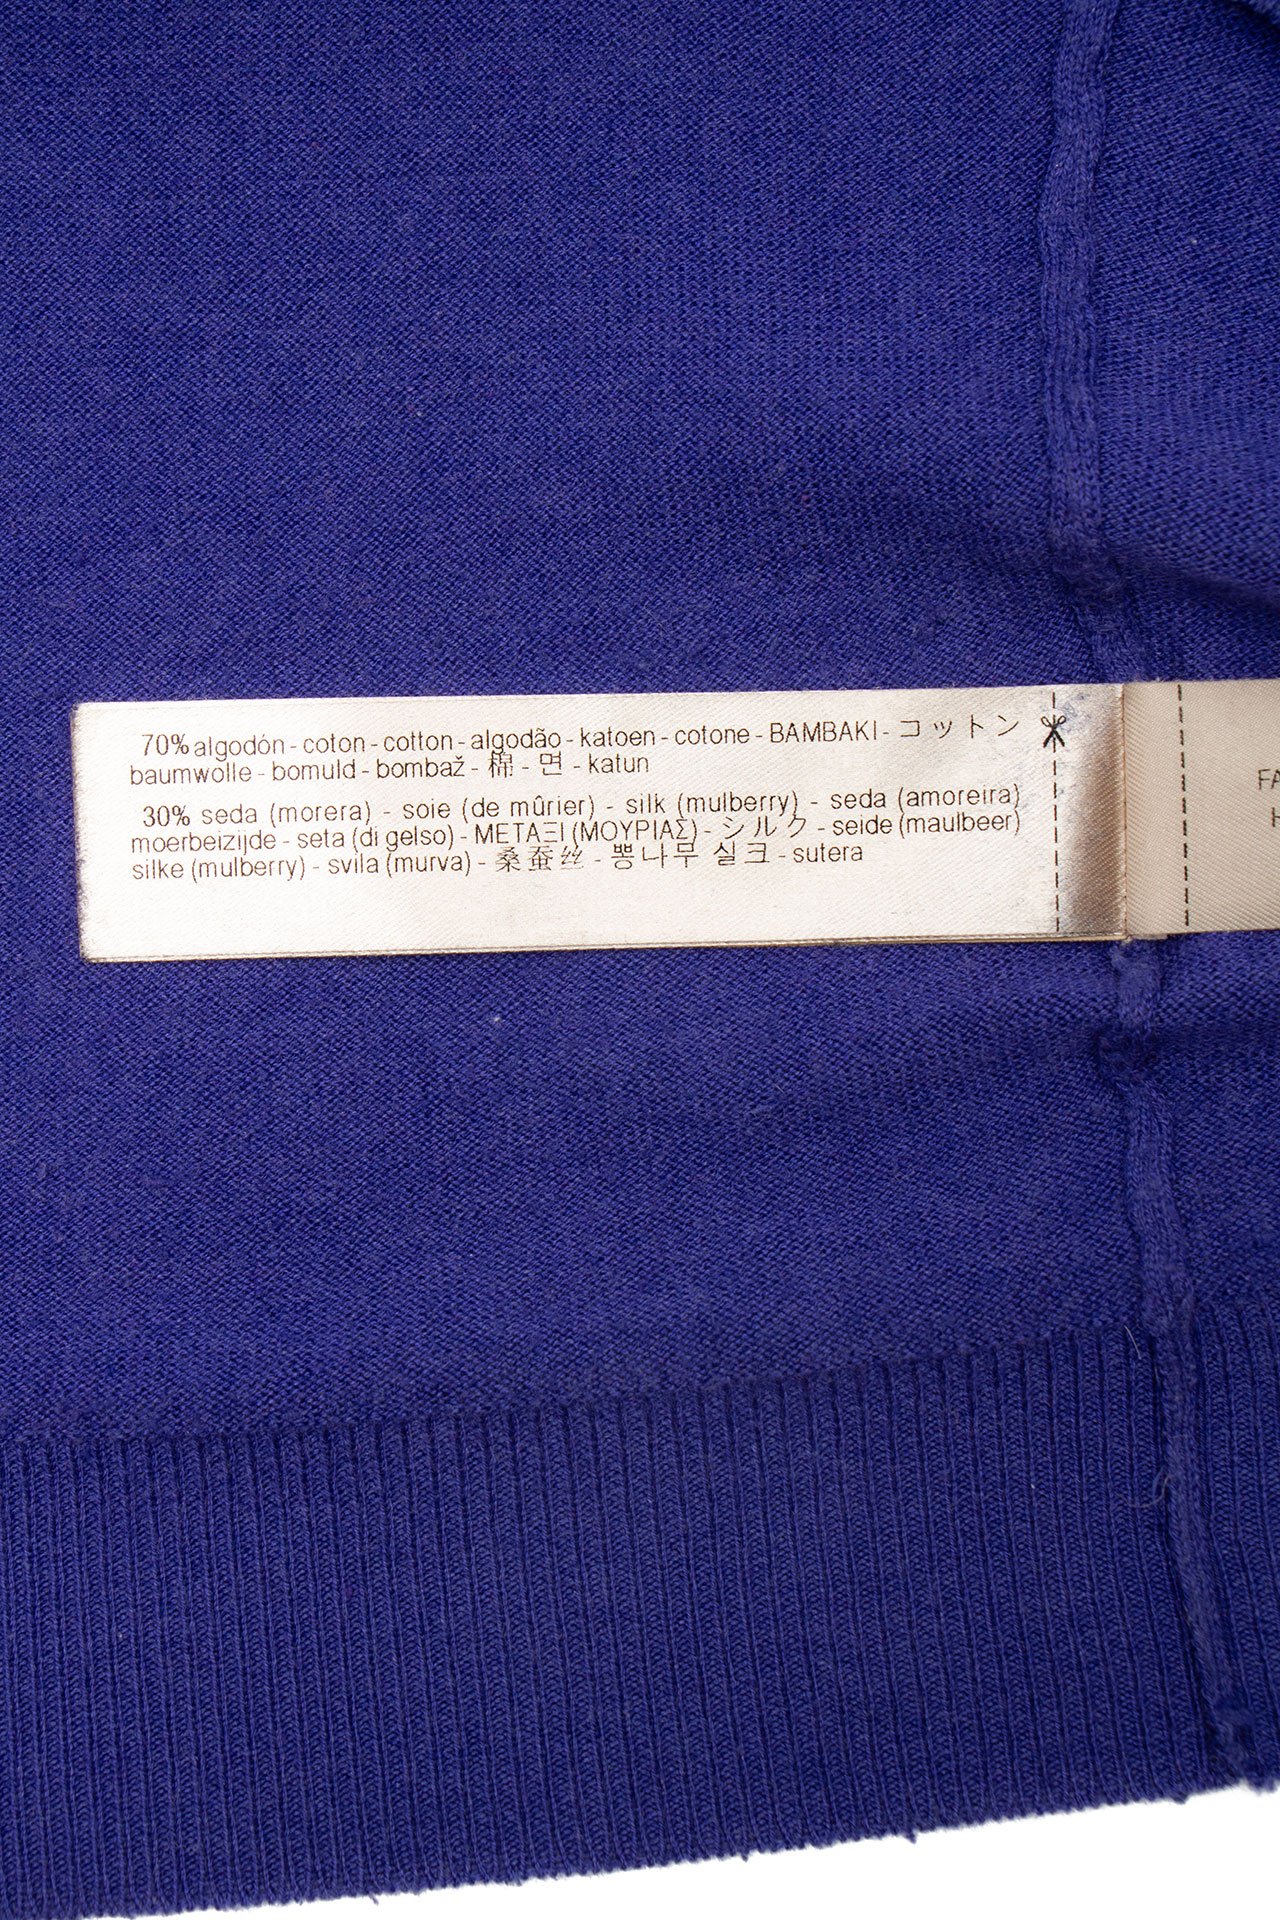 70% algodón - coton - cotton - algodão - katoen - cotone - BAMBAKI - コットン
baumwolle - bomuld - bombaž - 棉 - 면 - katun
30% seda (morera) - soie (de mûrier) - silk (mulberry) - seda (amoreira)
moerbeizijde - seta (di gelso) - ΜΕΤΑΞΙ (ΜΟΥΡΙΑΣ) - シルク - seide (maulbeer)
silke (mulberry) - svila (murva) - 桑蚕丝 - 뽕나무 실크 - sutera